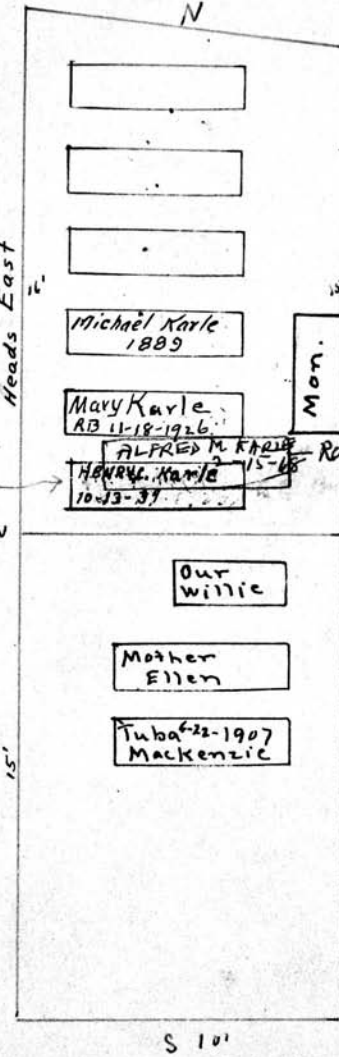 N
Heads East
16'
Michael Karle
1889
Mon.
Mary Karle
RB 11-18-1926
ALFRED M KARLE
2-15-68
HENRY L. Karle
10-13-39
Our
Willie
Mother
Ellen
Tuba 6-22-1907
Mackenzie
15'
S 10'